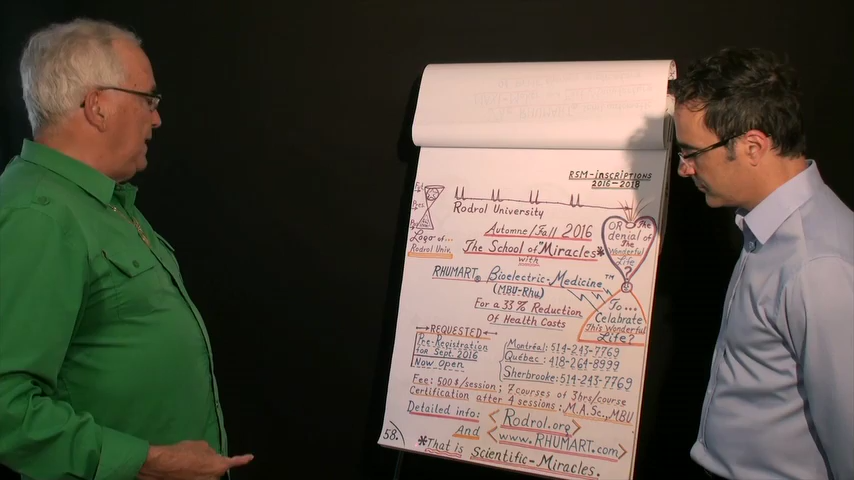 RSM-inscriptions
2016-2018
Rodrol University
Logo of...
Rodrol Univ.
Automne/Fall 2016
The School of "Miracles"*
with
RHUMART® Bioelectric-Medicine™
(MBU-Rhu)
For a 33% Reduction
Of Health Costs
OR The
denial of
The
Wonderful
Life
?
To...
Celebrate
This Wonderful
Life?
REQUESTED
Pre-Registration
for Sept. 2016
Now Open
Montréal: 514-243-7769
Québec: 418-264-8999
Sherbrooke: 514-243-7769
Fee: 500$/session; 7 courses of 3hrs/course
Certification after 4 sessions: M.A.Sc., MBU
Detailed info: <Rodrol.org>
And <www.RHUMART.com>
*That is Scientific-Miracles.
58.